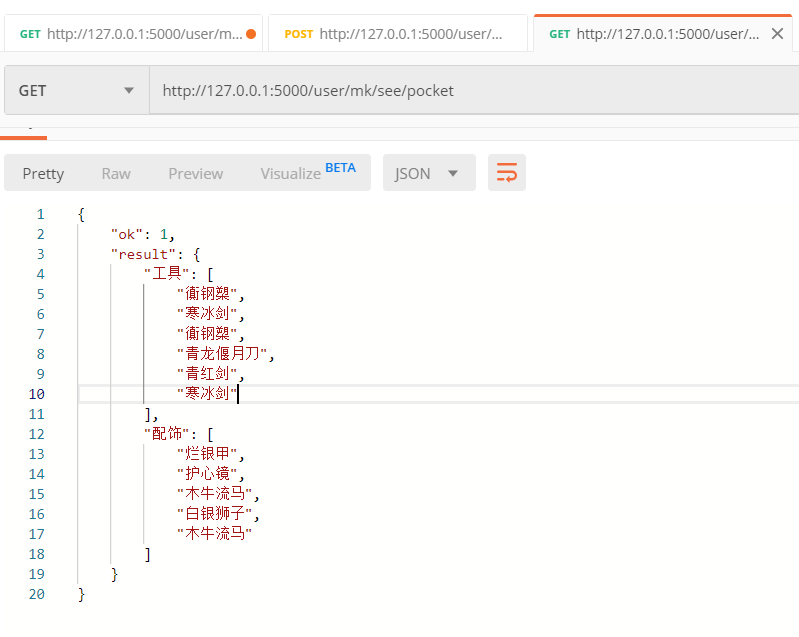 GET http://127.0.0.1:5000/user/m... POST http://127.0.0.1:5000/user/... GET http://127.0.0.1:5000/user/...
GET http://127.0.0.1:5000/user/mk/see/pocket
Pretty Raw Preview Visualize BETA JSON
1 {
2 "ok": 1,
3 "result": {
4 "工具": [
5 "衠钢槊",
6 "寒冰剑",
7 "衠钢槊",
8 "青龙偃月刀",
9 "青红剑",
10 "寒冰剑"
11 ],
12 "配饰": [
13 "烂银甲",
14 "护心镜",
15 "木牛流马",
16 "白银狮子",
17 "木牛流马"
18 ]
19 }
20 }